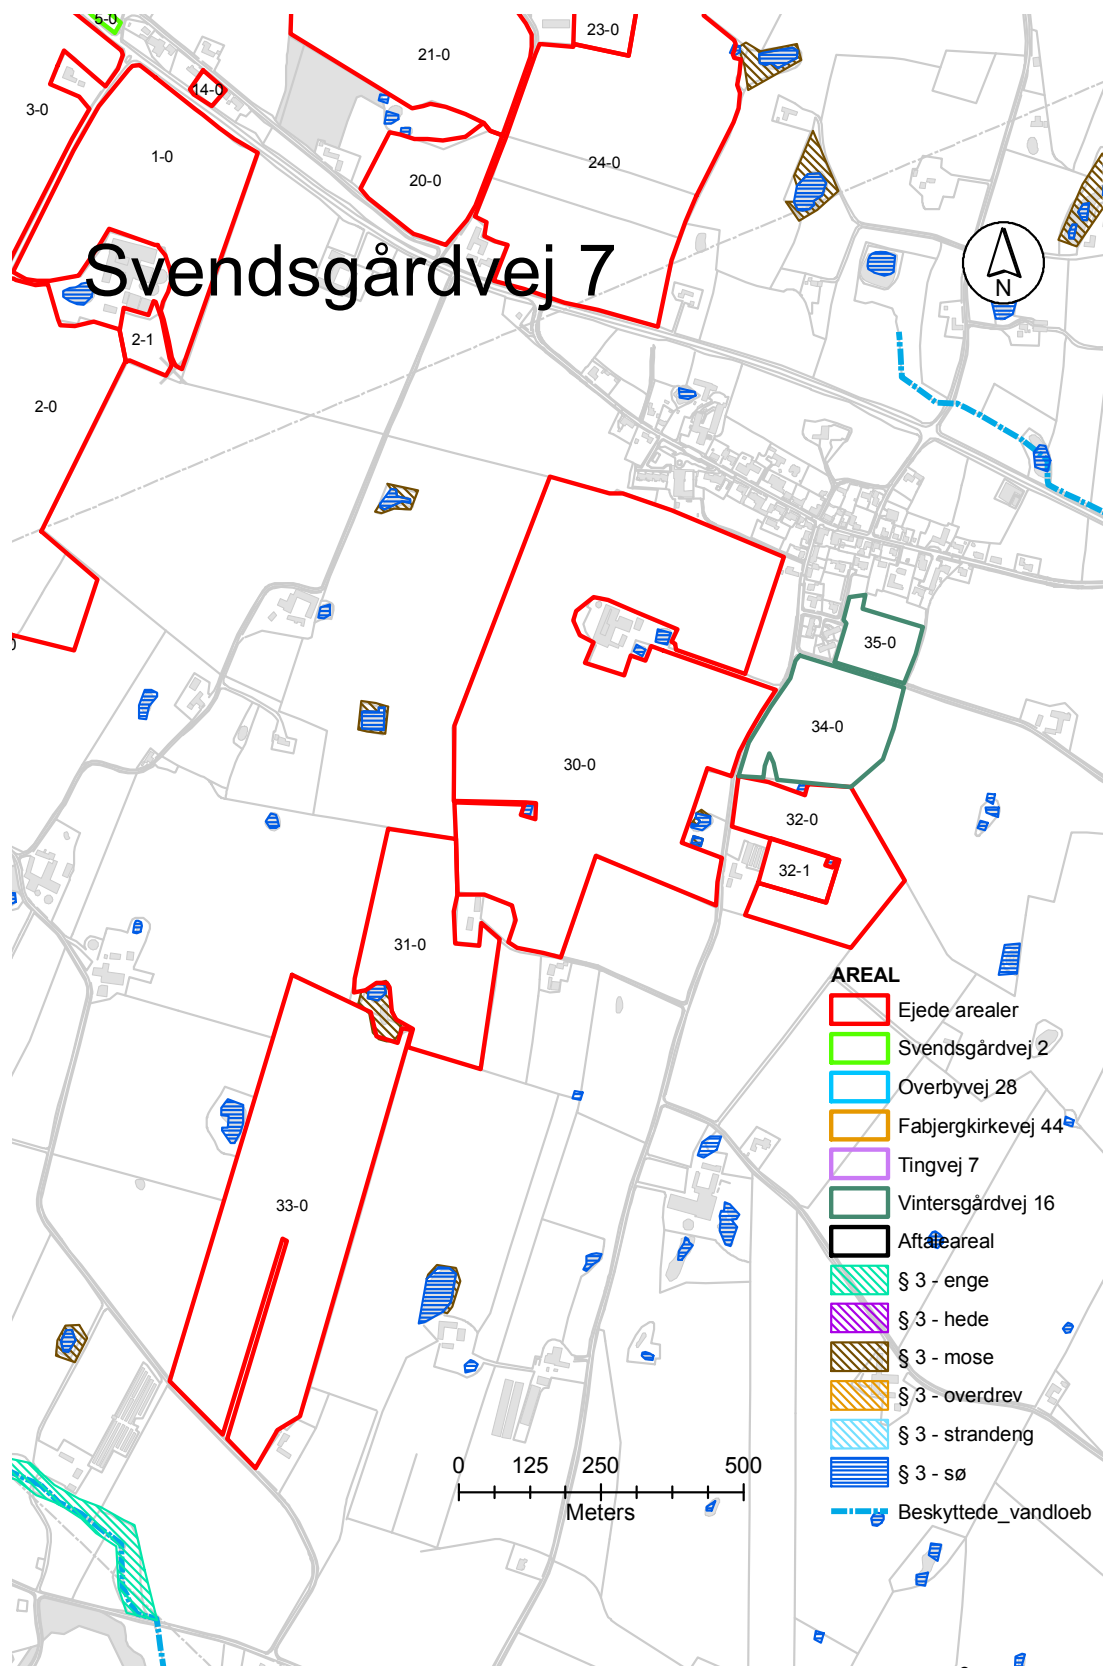 5-0
23-0
21-0
14-0
3-0
1-0
24-0
20-0
Svendsgårdvej 7
N
2-1
2-0
35-0
34-0
30-0
32-0
32-1
31-0
33-0
AREAL
Ejede arealer
Svendsgårdvej 2
Overbyvej 28
Fabjergkirkevej 44
Tingvej 7
Vintersgårdvej 16
Aftaleareal
§ 3 - enge
§ 3 - hede
§ 3 - mose
§ 3 - overdrev
§ 3 - strandeng
§ 3 - sø
Beskyttede_vandloeb
0 125 250 500
Meters